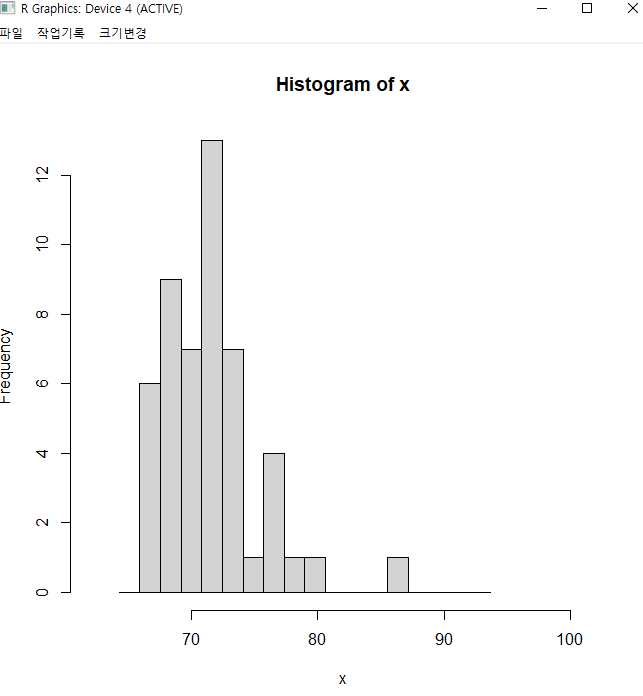 R Graphics: Device 4 (ACTIVE)
파일 작업기록 크기변경
Histogram of x
12
10
8
6
4
2
0
Frequency
70 80 90 100
x